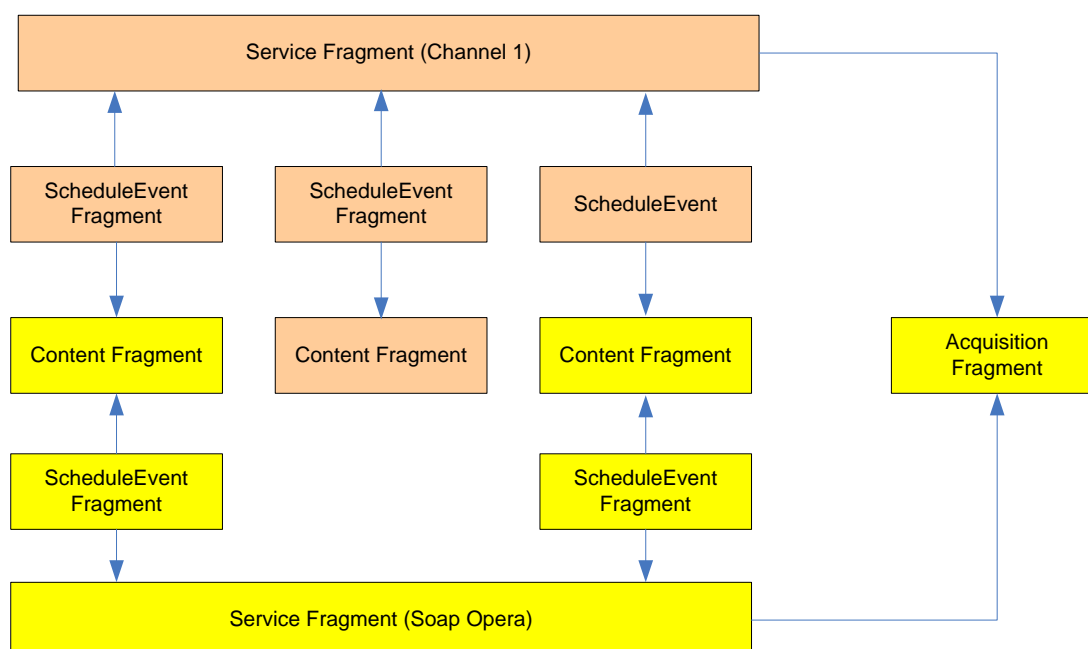 Service Fragment (Channel 1)
ScheduleEvent
Fragment
ScheduleEvent
Fragment
ScheduleEvent
Content Fragment
Content Fragment
Content Fragment
Acquisition
Fragment
ScheduleEvent
Fragment
ScheduleEvent
Fragment
Service Fragment (Soap Opera)